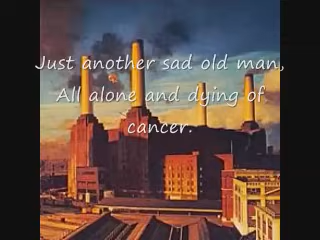 Just another sad old man,
All alone and dying of
cancer.